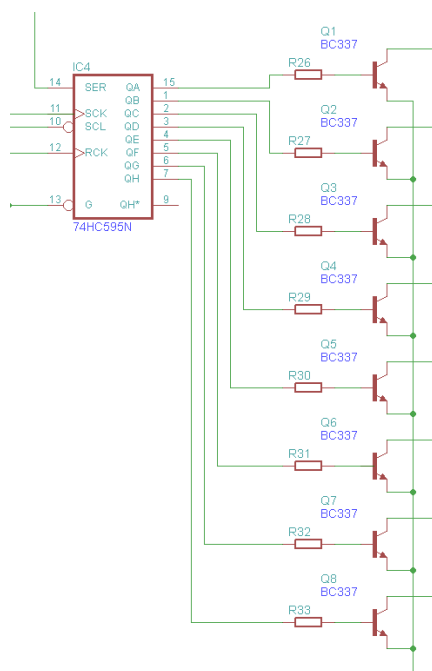 Q1
BC337
IC4
R26
14 SER QA 15
QB 1
11 SCK QC 2
10 SCL QD 3
QE 4
12 RCK QF 5
QG 6
QH 7
13 G QH* 9
74HC595N
Q2
BC337
R27
Q3
BC337
R28
Q4
BC337
R29
Q5
BC337
R30
Q6
BC337
R31
Q7
BC337
R32
Q8
BC337
R33